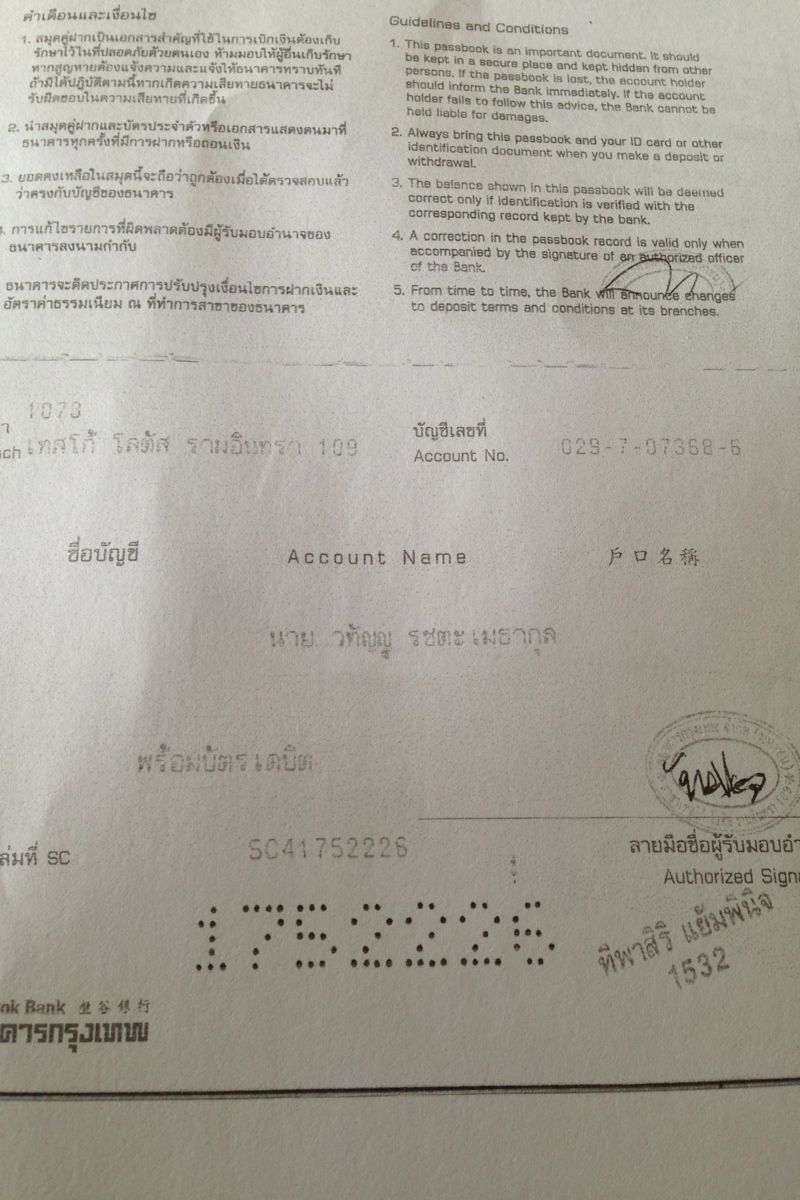 คำเตือนและเงื่อนไข
1. สมุดคู่ฝากเป็นเอกสารสำคัญที่ใช้ในการเบิกเงินต้องเก็บ
รักษาไว้ในที่ปลอดภัยด้วยตนเอง ห้ามมอบให้ผู้อื่นเก็บรักษา
หากสูญหายต้องแจ้งความและแจ้งให้ธนาคารทราบทันที
ถ้ามิได้ปฏิบัติตามนี้หากเกิดความเสียหายธนาคารจะไม่
รับผิดชอบในความเสียหายที่เกิดขึ้น
2. นำสมุดคู่ฝากและบัตรประจำตัวหรือเอกสารแสดงตนมาที่
ธนาคารทุกครั้งที่มีการฝากหรือถอนเงิน
3. ยอดคงเหลือในสมุดนี้จะถือว่าถูกต้องเมื่อได้ตรวจสอบแล้ว
ว่าตรงกับบัญชีของธนาคาร
. การแก้ไขรายการที่ผิดพลาดต้องมีผู้รับมอบอำนาจของ
ธนาคารลงนามกำกับ
ธนาคารจะติดประกาศการปรับปรุงเงื่อนไขการฝากเงินและ
อัตราค่าธรรมเนียม ณ ที่ทำการสาขาของธนาคาร
Guidelines and Conditions
1. This passbook is an important document. It should
be kept in a secure place and kept hidden from other
persons. If the passbook is lost, the account holder
should inform the Bank immediately. If the account
holder fails to follow this advice, the Bank cannot be
held liable for damages.
2. Always bring this passbook and your ID card or other
identification document when you make a deposit or
withdrawal.
3. The balance shown in this passbook will be deemed
correct only if identification is verified with the
corresponding record kept by the bank.
4. A correction in the passbook record is valid only when
accompanied by the signature of an authorized officer
of the Bank.
5. From time to time, the Bank will announce changes
to deposit terms and conditions at its branches.
1073
า
ch เทสโก้ โลตัส รามอินทรา 109
บัญชีเลขที่
Account No. 029-7-07368-6
ชื่อบัญชี Account Name 戶口名稱
นาย วทัญญู รชตะเมธากุล
พร้อมบัตรเดบิต
ล่มที่ SC SC41752226
ลายมือชื่อผู้รับมอบอำ
Authorized Signa
1752226
ทิพาสิริ แย้มพินิจ
1532
ok Bank 盤谷銀行
คารกรุงเทพ